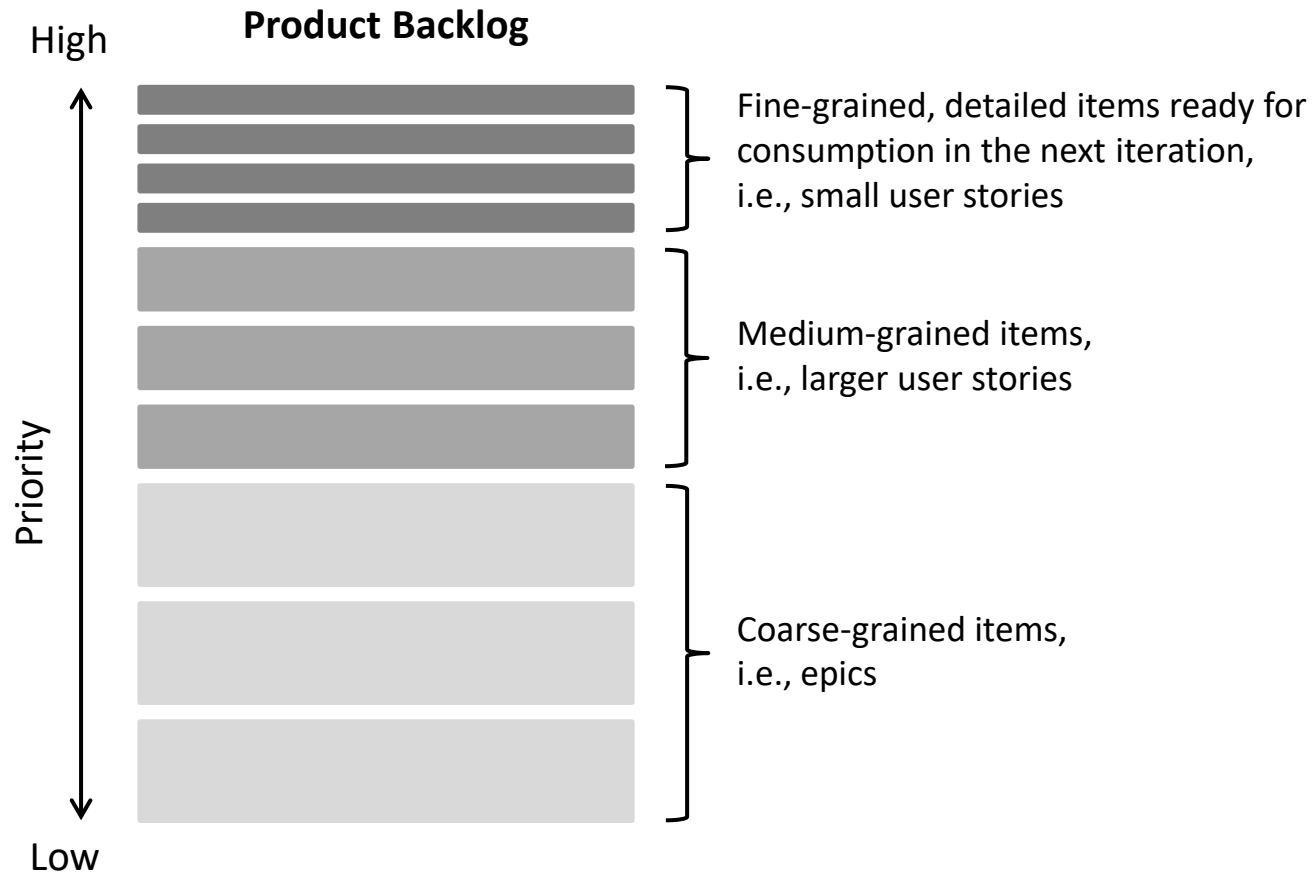 Product Backlog
High
Fine-grained, detailed items ready for
consumption in the next iteration,
i.e., small user stories
Medium-grained items,
i.e., larger user stories
Priority
Coarse-grained items,
i.e., epics
Low